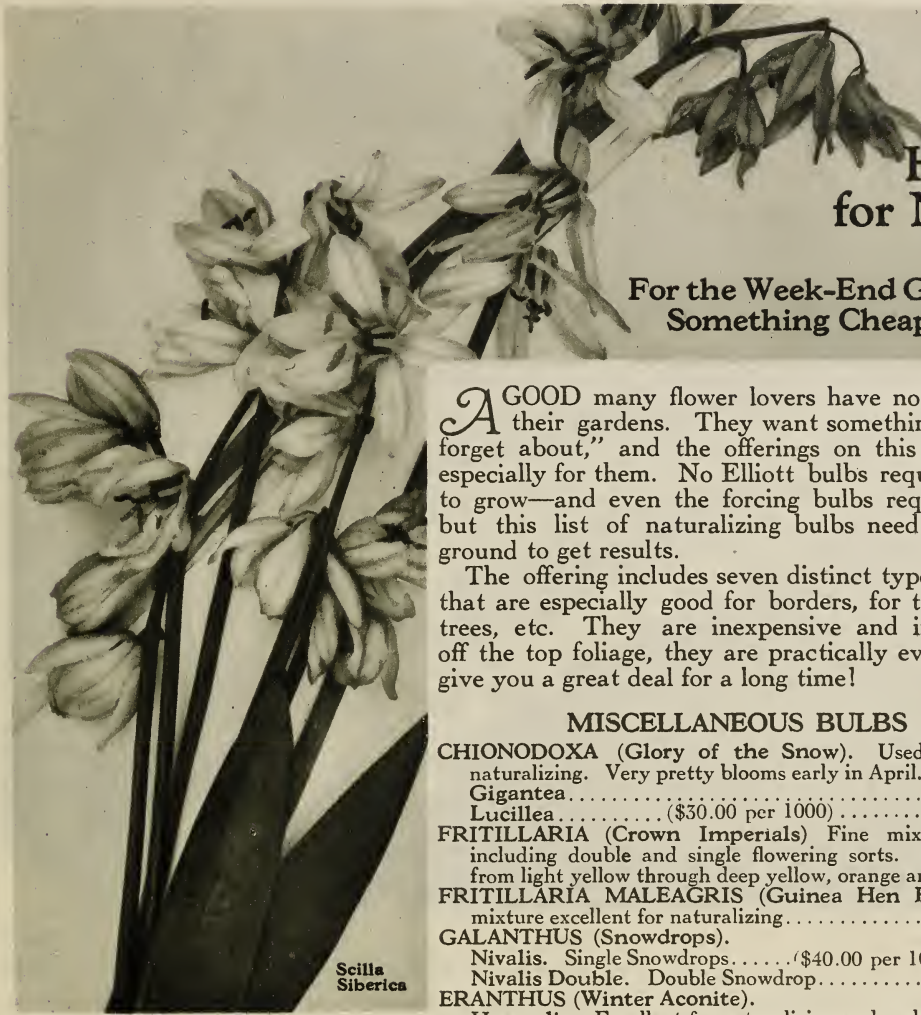 for
For the Week-End
Something Cheap
A GOOD many flower lovers have no
their gardens. They want somethin
forget about,” and the offerings on this
especially for them. No Elliott bulbs requ
to grow—and even the forcing bulbs req
but this list of naturalizing bulbs need
ground to get results.
The offering includes seven distinct type
that are especially good for borders, for t
trees, etc. They are inexpensive and i
off the top foliage, they are practically ev
give you a great deal for a long time!
MISCELLANEOUS BULBS
CHIONODOXA (Glory of the Snow). Used
naturalizing. Very pretty blooms early in April.
Gigantea..............................
Lucillea..........($30.00 per 1000)........
FRITILLARIA (Crown Imperials) Fine mix
including double and single flowering sorts.
from light yellow through deep yellow, orange a
FRITILLARIA MALEAGRIS (Guinea Hen
mixture excellent for naturalizing............
GALANTHUS (Snowdrops).
Nivalis. Single Snowdrops......($40.00 per 10
Nivalis Double. Double Snowdrop..........
ERANTHUS (Winter Aconite).
Scilla
Siberica